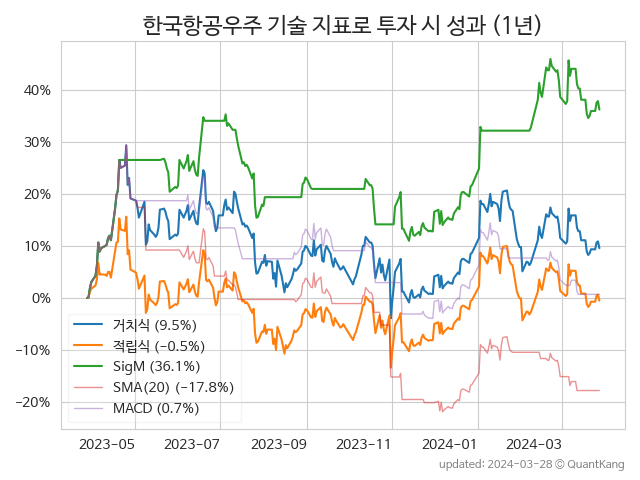 한국항공우주 기술 지표로 투자 시 성과 (1년)
40%
30%
20%
10%
0%
−10%
−20%
거치식 (9.5%)
적립식 (−0.5%)
SigM (36.1%)
SMA(20) (−17.8%)
MACD (0.7%)
2023-05
2023-07
2023-09
2023-11
2024-01
2024-03
updated: 2024-03-28 © QuantKang